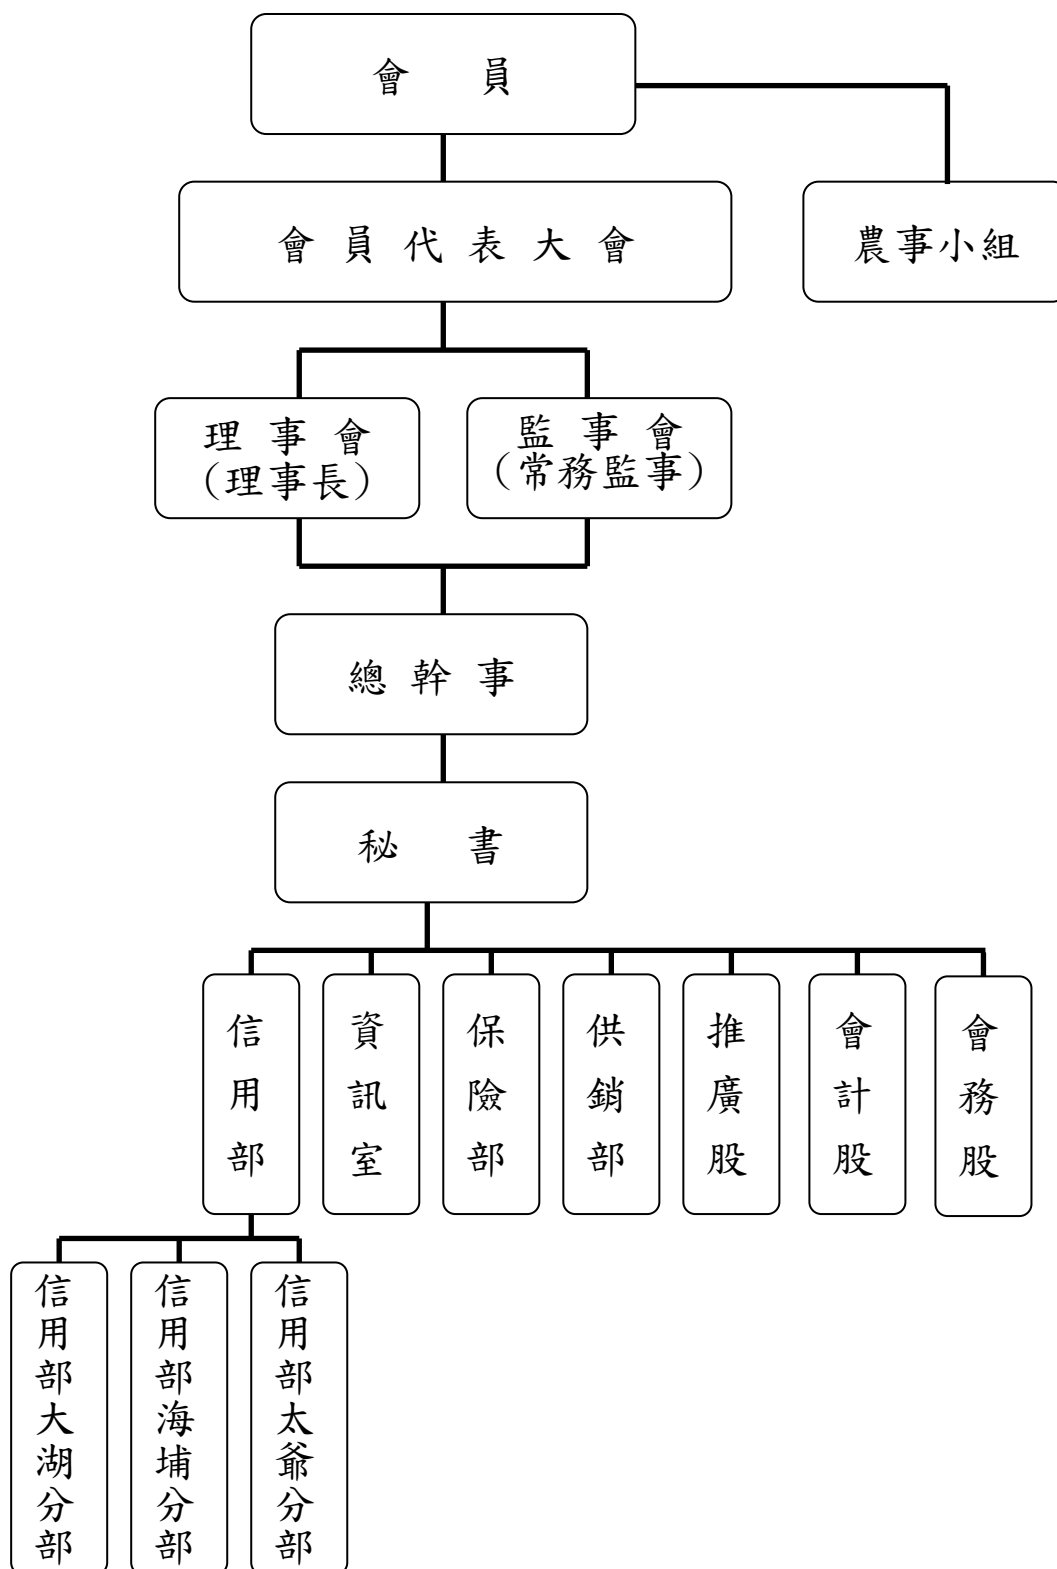 會員
會員代表大會
農事小組
理事會
(理事長)
監事會
(常務監事)
總幹事
秘書
信用部
資訊室
保險部
供銷部
推廣股
會計股
會務股
信用部大湖分部
信用部海埔分部
信用部太爺分部